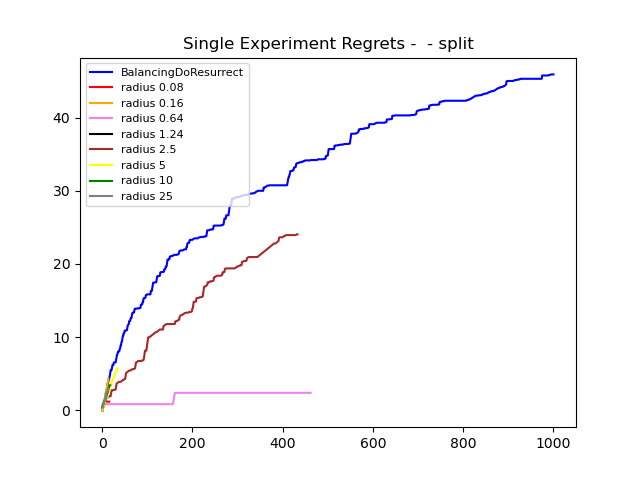 Single Experiment Regrets -  - split
BalancingDoResurrect
radius 0.08
radius 0.16
radius 0.64
radius 1.24
radius 2.5
radius 5
radius 10
radius 25
40
30
20
10
0
0 200 400 600 800 1000